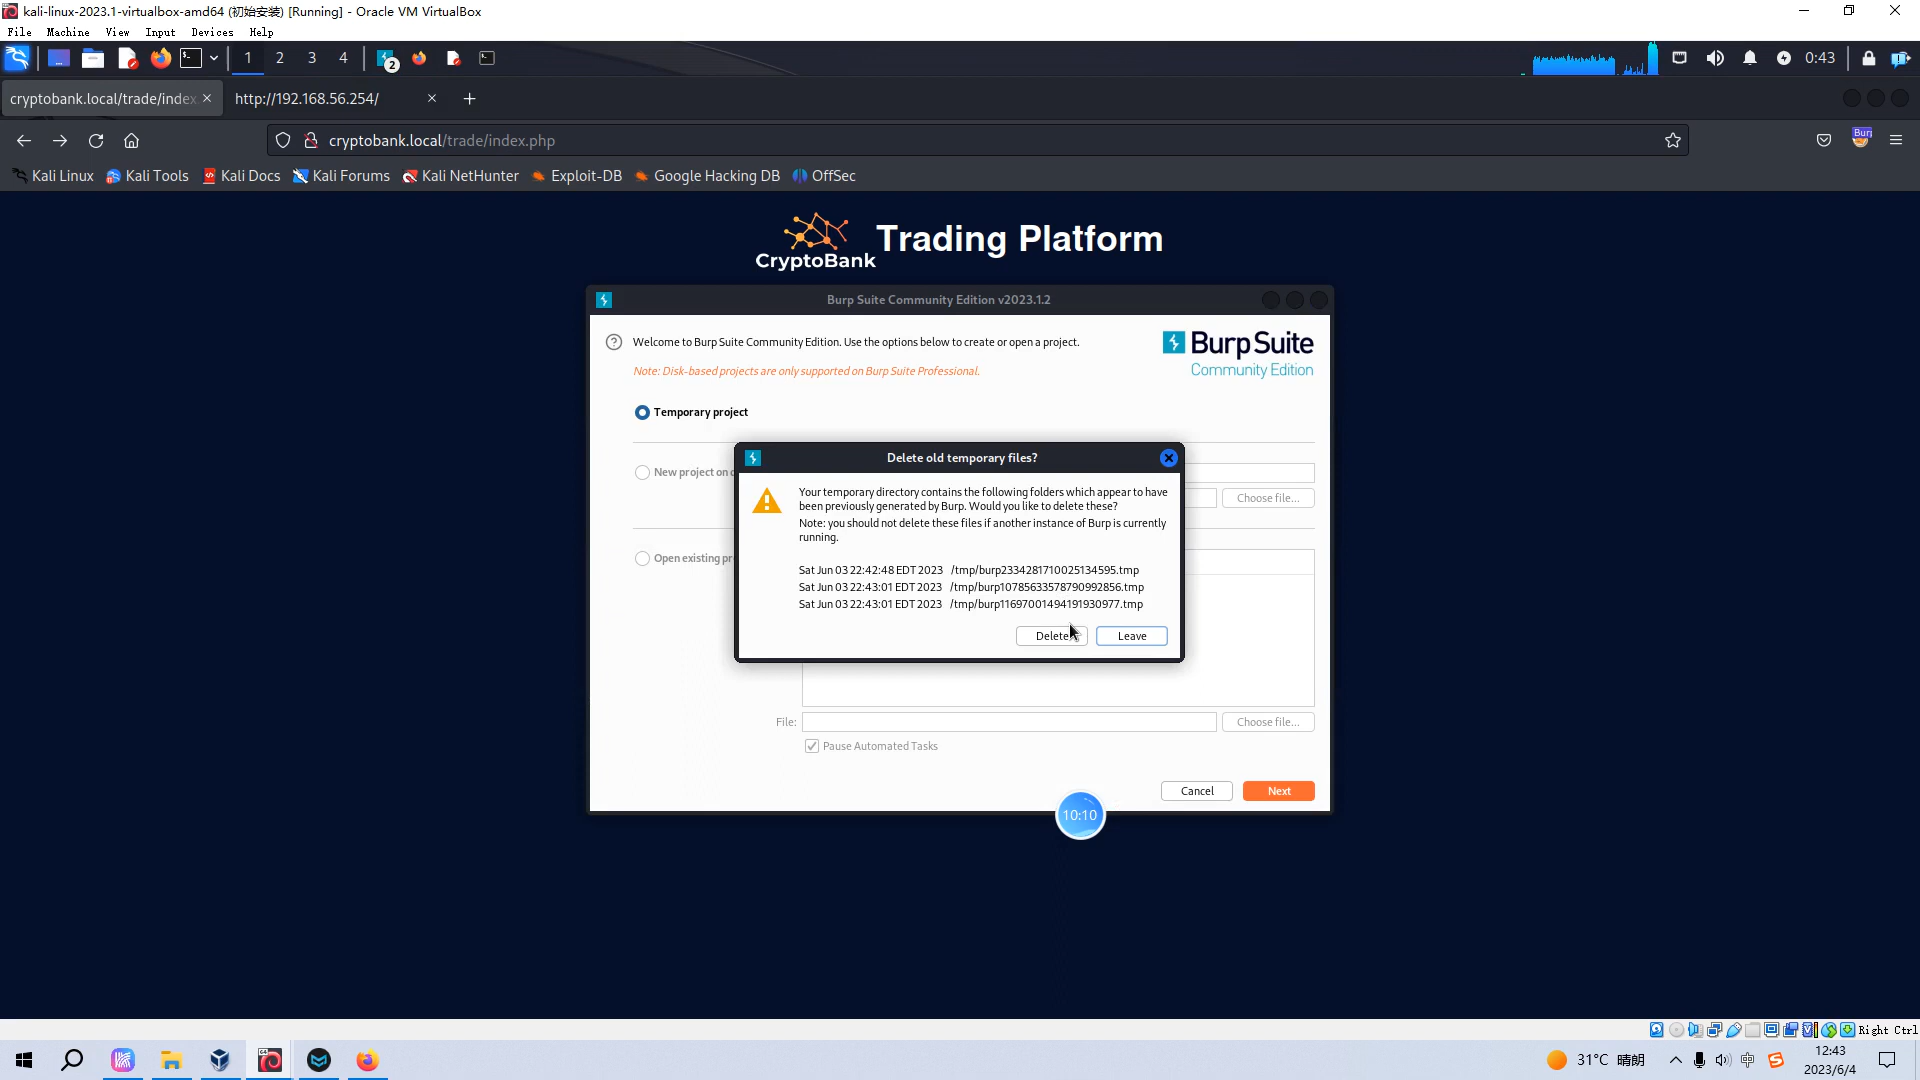 kali-linux-2023.1-virtualbox-amd64 (初始安装) [Running] - Oracle VM VirtualBox
File Machine View Input Devices Help
1 2 3 4 2 0:43
cryptobank.local/trade/index http://192.168.56.254/
cryptobank.local/trade/index.php
Kali Linux Kali Tools Kali Docs Kali Forums Kali NetHunter Exploit-DB Google Hacking DB OffSec
CryptoBank Trading Platform
Burp Suite Community Edition v2023.1.2
Welcome to Burp Suite Community Edition. Use the options below to create or open a project.
Note: Disk-based projects are only supported on Burp Suite Professional.
Burp Suite
Community Edition
Temporary project
New project on
Choose file...
Open existing pr
Delete old temporary files?
Your temporary directory contains the following folders which appear to have
been previously generated by Burp. Would you like to delete these?
Note: you should not delete these files if another instance of Burp is currently
running.
Sat Jun 03 22:42:48 EDT 2023 /tmp/burp2334281710025134595.tmp
Sat Jun 03 22:43:01 EDT 2023 /tmp/burp10785633578790992856.tmp
Sat Jun 03 22:43:01 EDT 2023 /tmp/burp11697001494191930977.tmp
Delete Leave
File: Choose file...
Pause Automated Tasks
Cancel Next
10:10
Right Ctrl
31°C 晴朗 中 12:43
2023/6/4